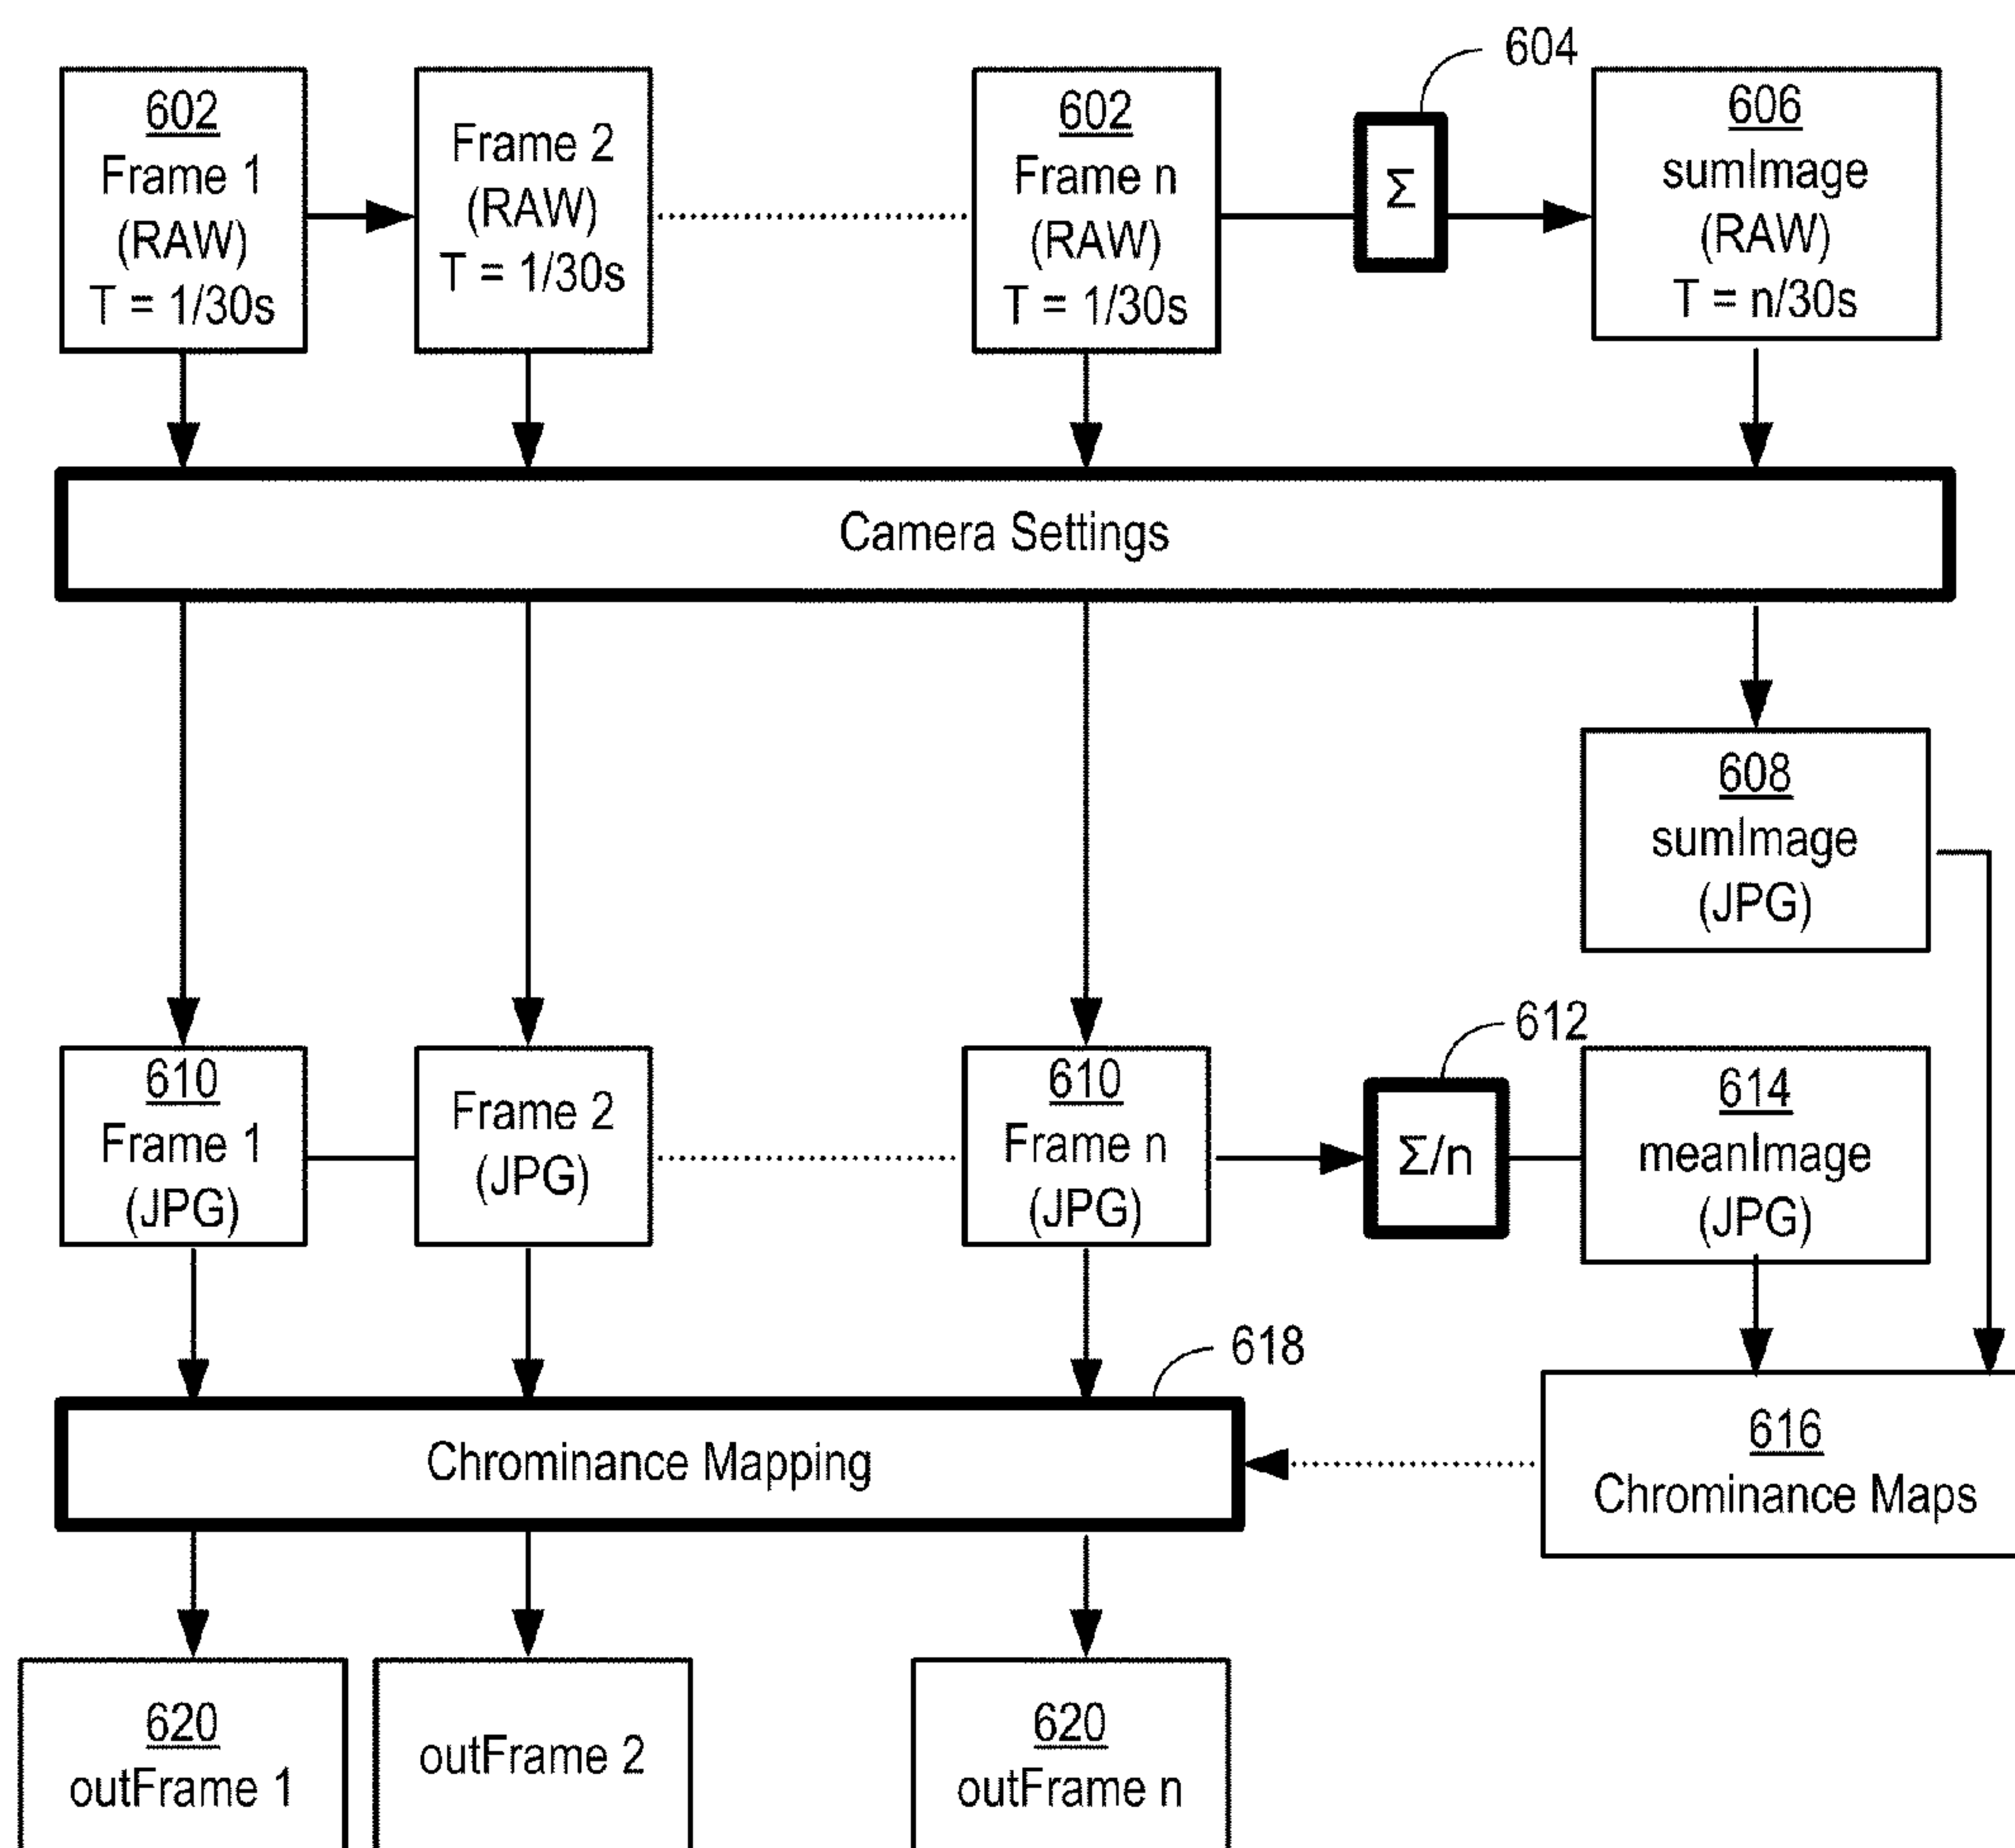 604
602
Frame 1
(RAW)
T = 1/30s
Frame 2
(RAW)
T = 1/30s
602
Frame n
(RAW)
T = 1/30s
Σ
606
sumImage
(RAW)
T = n/30s
Camera Settings
608
sumImage
(JPG)
610
Frame 1
(JPG)
Frame 2
(JPG)
610
Frame n
(JPG)
612
Σ/n
614
meanImage
(JPG)
618
Chrominance Mapping
616
Chrominance Maps
620
outFrame 1
outFrame 2
620
outFrame n